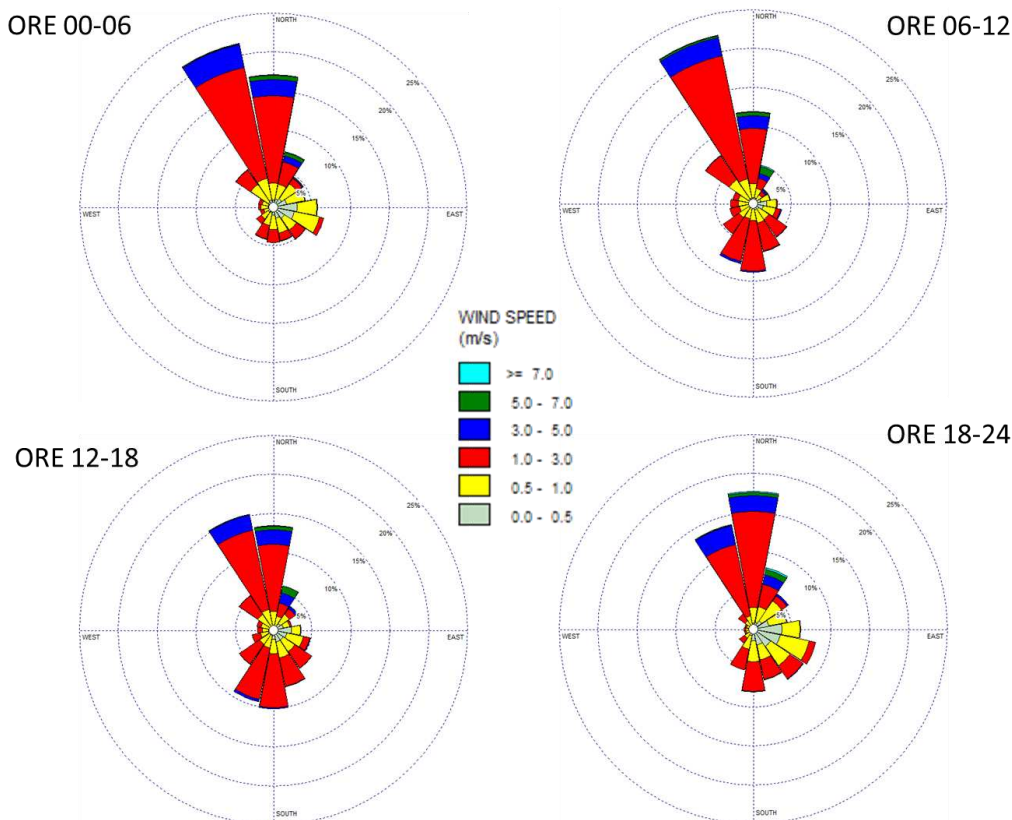 ORE 00-06
NORTH
25%
20%
15%
10%
5%
WEST
EAST
SOUTH
ORE 06-12
NORTH
25%
20%
15%
10%
5%
WEST
EAST
SOUTH
WIND SPEED
(m/s)
>= 7.0
5.0 - 7.0
3.0 - 5.0
1.0 - 3.0
0.5 - 1.0
0.0 - 0.5
ORE 12-18
NORTH
25%
20%
15%
10%
5%
WEST
EAST
SOUTH
ORE 18-24
NORTH
25%
20%
15%
10%
5%
WEST
EAST
SOUTH